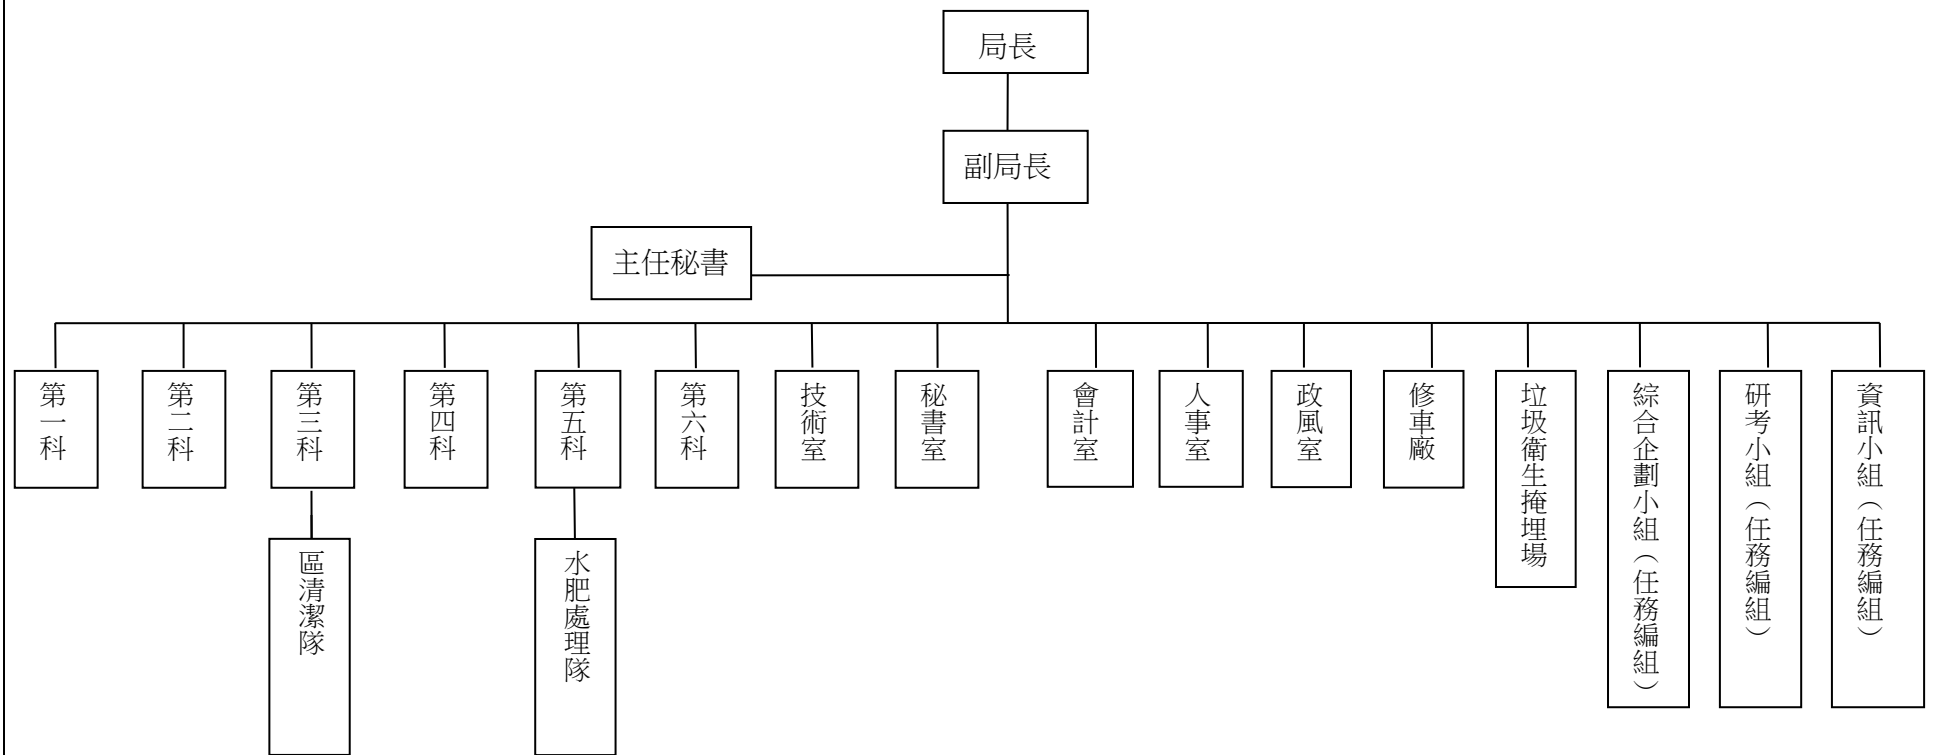 局長
副局長
主任秘書
第一科
第二科
第三科
第四科
第五科
第六科
技術室
秘書室
會計室
人事室
政風室
修車廠
垃圾衛生掩埋場
綜合企劃小組（任務編組）
研考小組（任務編組）
資訊小組（任務編組）
區清潔隊
水肥處理隊